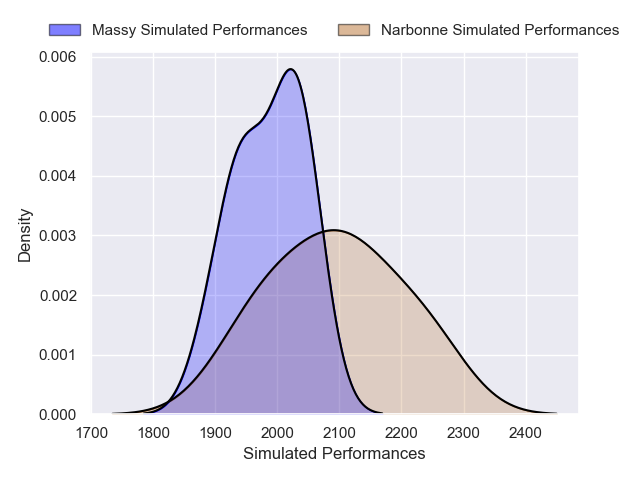 Massy Simulated Performances Narbonne Simulated Performances
0.006
0.005
0.004
0.003
0.002
0.001
0.000
Density
1700 1800 1900 2000 2100 2200 2300 2400
Simulated Performances